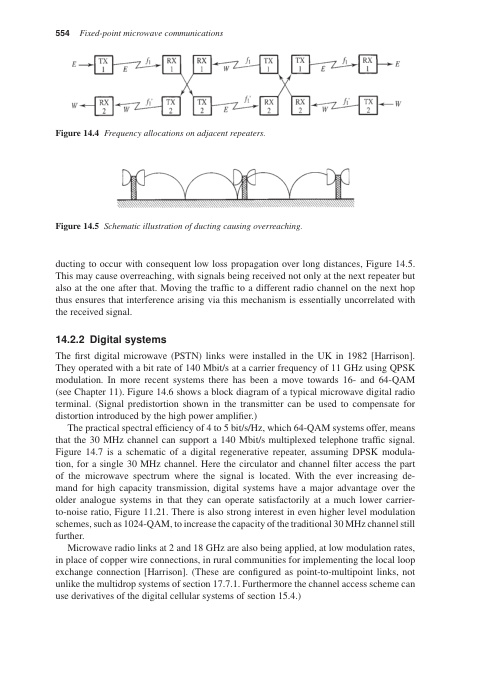 554 Fixed-point microwave communications
E TX 1 E f1 RX 1 RX 1 W f1 TX 1 TX 1 E f1 RX 1 E
W RX 2 W f1′ TX 2 TX 2 E f1′ RX 2 RX 2 W f1′ TX 2 W
Figure 14.4 Frequency allocations on adjacent repeaters.
Figure 14.5 Schematic illustration of ducting causing overreaching.
ducting to occur with consequent low loss propagation over long distances, Figure 14.5.
This may cause overreaching, with signals being received not only at the next repeater but
also at the one after that. Moving the traffic to a different radio channel on the next hop
thus ensures that interference arising via this mechanism is essentially uncorrelated with
the received signal.
14.2.2 Digital systems
The first digital microwave (PSTN) links were installed in the UK in 1982 [Harrison].
They operated with a bit rate of 140 Mbit/s at a carrier frequency of 11 GHz using QPSK
modulation. In more recent systems there has been a move towards 16- and 64-QAM
(see Chapter 11). Figure 14.6 shows a block diagram of a typical microwave digital radio
terminal. (Signal predistortion shown in the transmitter can be used to compensate for
distortion introduced by the high power amplifier.)
The practical spectral efficiency of 4 to 5 bit/s/Hz, which 64-QAM systems offer, means
that the 30 MHz channel can support a 140 Mbit/s multiplexed telephone traffic signal.
Figure 14.7 is a schematic of a digital regenerative repeater, assuming DPSK modula-
tion, for a single 30 MHz channel. Here the circulator and channel filter access the part
of the microwave spectrum where the signal is located. With the ever increasing de-
mand for high capacity transmission, digital systems have a major advantage over the
older analogue systems in that they can operate satisfactorily at a much lower carrier-
to-noise ratio, Figure 11.21. There is also strong interest in even higher level modulation
schemes, such as 1024-QAM, to increase the capacity of the traditional 30 MHz channel still
further.
Microwave radio links at 2 and 18 GHz are also being applied, at low modulation rates,
in place of copper wire connections, in rural communities for implementing the local loop
exchange connection [Harrison]. (These are configured as point-to-multipoint links, not
unlike the multidrop systems of section 17.7.1. Furthermore the channel access scheme can
use derivatives of the digital cellular systems of section 15.4.)